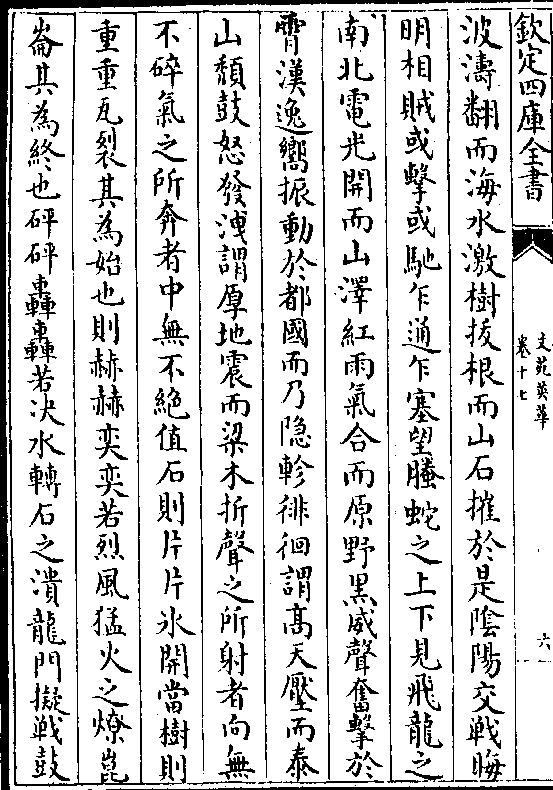 欽定四庫全書
文苑英華
卷十七
六
波濤翻而海水激樹拔根而山石摧於是陰陽交戰晦
明相賊或擊或馳乍通乍塞望螣蛇之上下見飛龍之
南北電光開而山澤紅雨氣合而原野黑威聲奮擊於
霄漢逸嚮振動於都國而乃隐軫徘徊謂髙天壓而泰
山頽鼓怒發洩謂厚地震而梁木折聲之所射者向無
不碎氣之所奔者中無不絶值石則片片氷開當樹則
重重瓦裂其為始也則赫赫奕奕若烈風猛火之燎崑
崙其為終也砰砰轟轟若决水轉石之潰龍門擬戰鼓